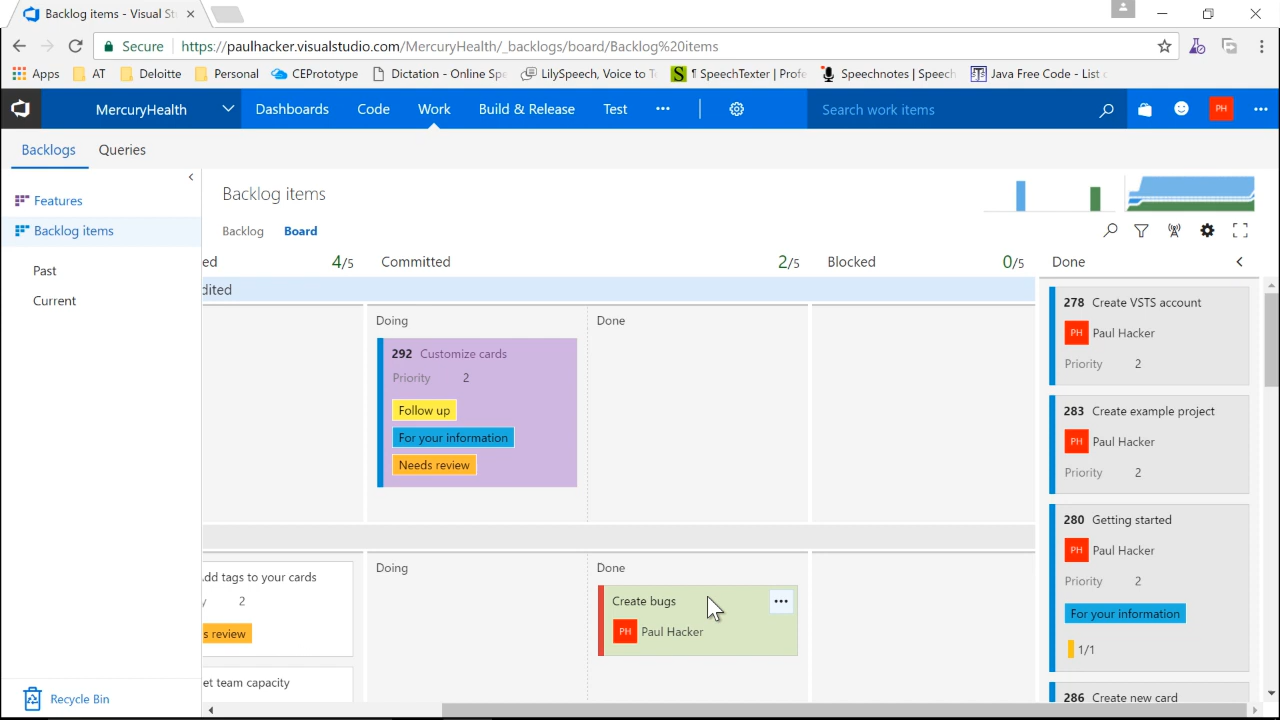 Backlog items - Visual St
Secure
https://paulhacker.visualstudio.com/MercuryHealth/_backlogs/board/Backlog%20items
Apps AT Deloitte Personal CEPrototype Dictation - Online Spe LilySpeech, Voice to T ¶ SpeechTexter | Profe Speechnotes | Speech Java Free Code - List
MercuryHealth Dashboards Code Work Build & Release Test ••• Search work items PH •••
Backlogs Queries
Features
Backlog items
Past
Current
Recycle Bin
Backlog items
Backlog Board
ed 4/5 Committed 2/5 Blocked 0/5 Done
dited
Doing Done
292 Customize cards
Priority 2
Follow up
For your information
Needs review
Doing Done
dd tags to your cards
y 2
s review
et team capacity
Create bugs •••
PH Paul Hacker
278 Create VSTS account
PH Paul Hacker
Priority 2
283 Create example project
PH Paul Hacker
Priority 2
280 Getting started
PH Paul Hacker
Priority 2
For your information
1/1
286 Create new card